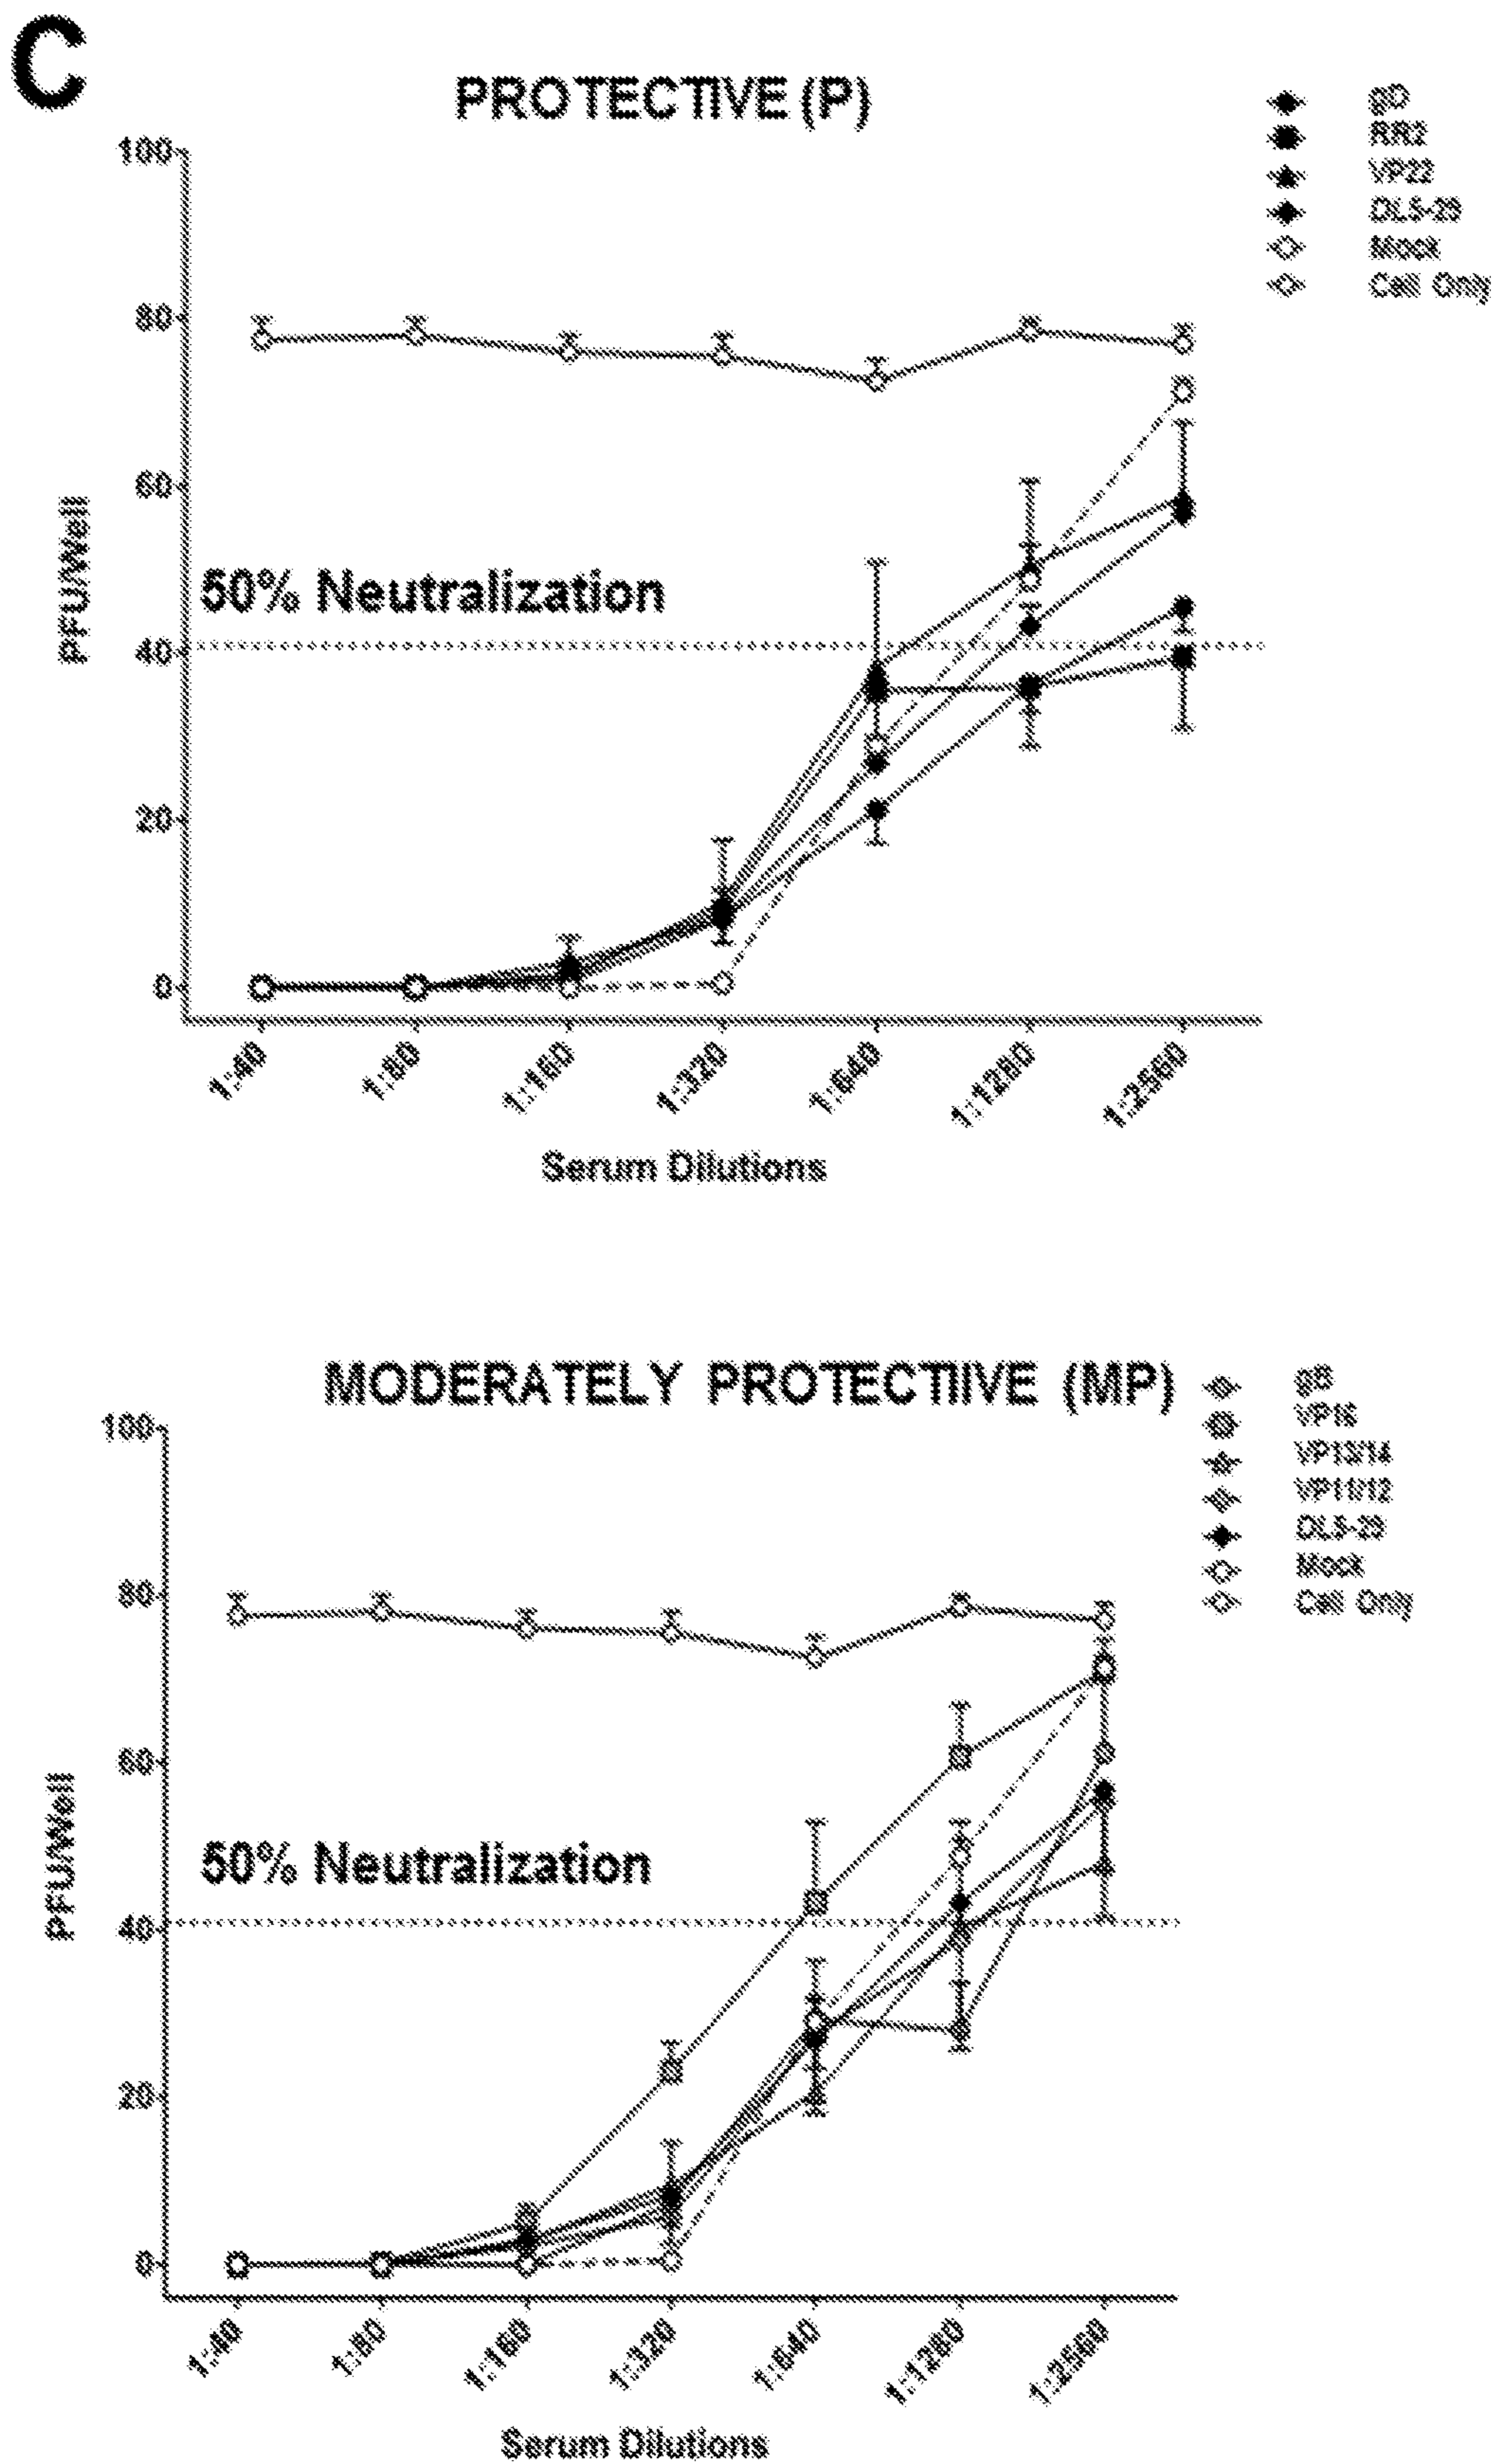 C
PROTECTIVE (P)
gD
RR2
VP22
DL5-29
Mock
Cell Only
100
80
60
40
20
0
PFU/Well
50% Neutralization
1:40
1:80
1:160
1:320
1:640
1:1280
1:2560
Serum Dilutions
MODERATELY PROTECTIIVE (MP)
gB
VP16
VP13/14
VP11/12
DL5-29
Mock
Cell Only
100
80
60
40
20
0
PFU/Well
50% Neutralization
1:40
1:80
1:160
1:320
1:640
1:1280
1:2560
Serum Dilutions